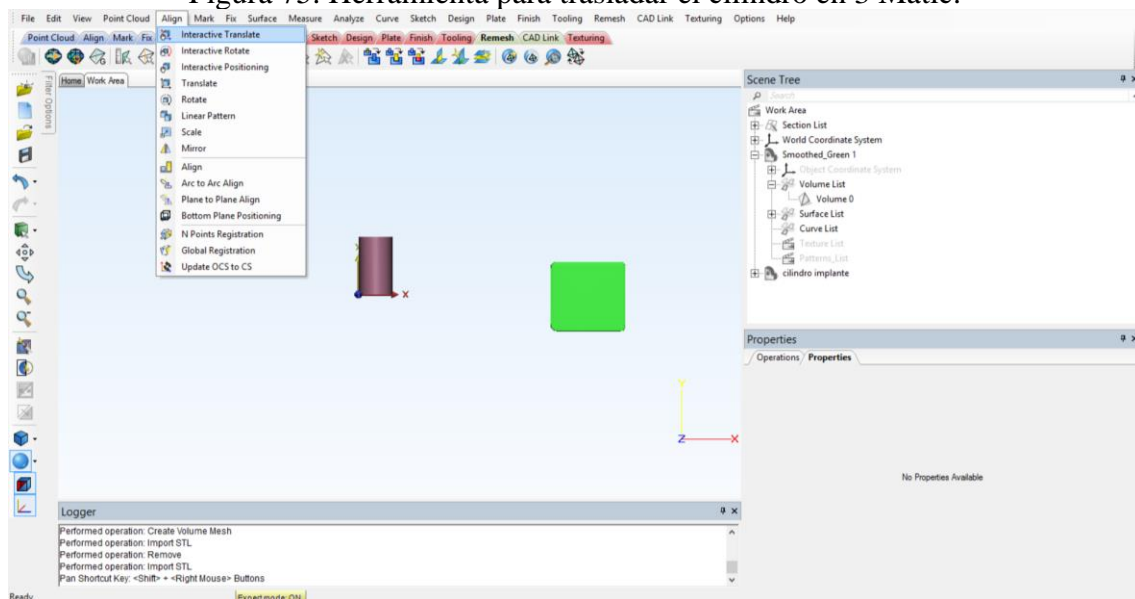 Figura 75. Herramienta para trasladar el cilindro en 3 Matic.
File Edit View Point Cloud Align Mark Fix Surface Measure Analyze Curve Sketch Design Plate Finish Tooling Remesh CAD Link Texturing Options Help
Point Cloud Align Mark Fix Sketch Design Plate Finish Tooling Remesh CAD Link Texturing
Interactive Translate
Interactive Rotate
Interactive Positioning
Translate
Rotate
Linear Pattern
Scale
Mirror
Align
Arc to Arc Align
Plane to Plane Align
Bottom Plane Positioning
N Points Registration
Global Registration
Update OCS to CS
Filter Options
Home Work Area
X
Y
Z X
Scene Tree
Search
Work Area
Section List
World Coordinate System
Smoothed_Green 1
Object Coordinate System
Volume List
Volume 0
Surface List
Curve List
Texture List
Patterns_List
cilindro implante
Properties
Operations Properties
No Properties Available
Logger
Performed operation: Create Volume Mesh
Performed operation: Import STL
Performed operation: Remove
Performed operation: Import STL
Pan Shortcut Key: <Shift> + <Right Mouse> Buttons
Ready
Expert mode: ON